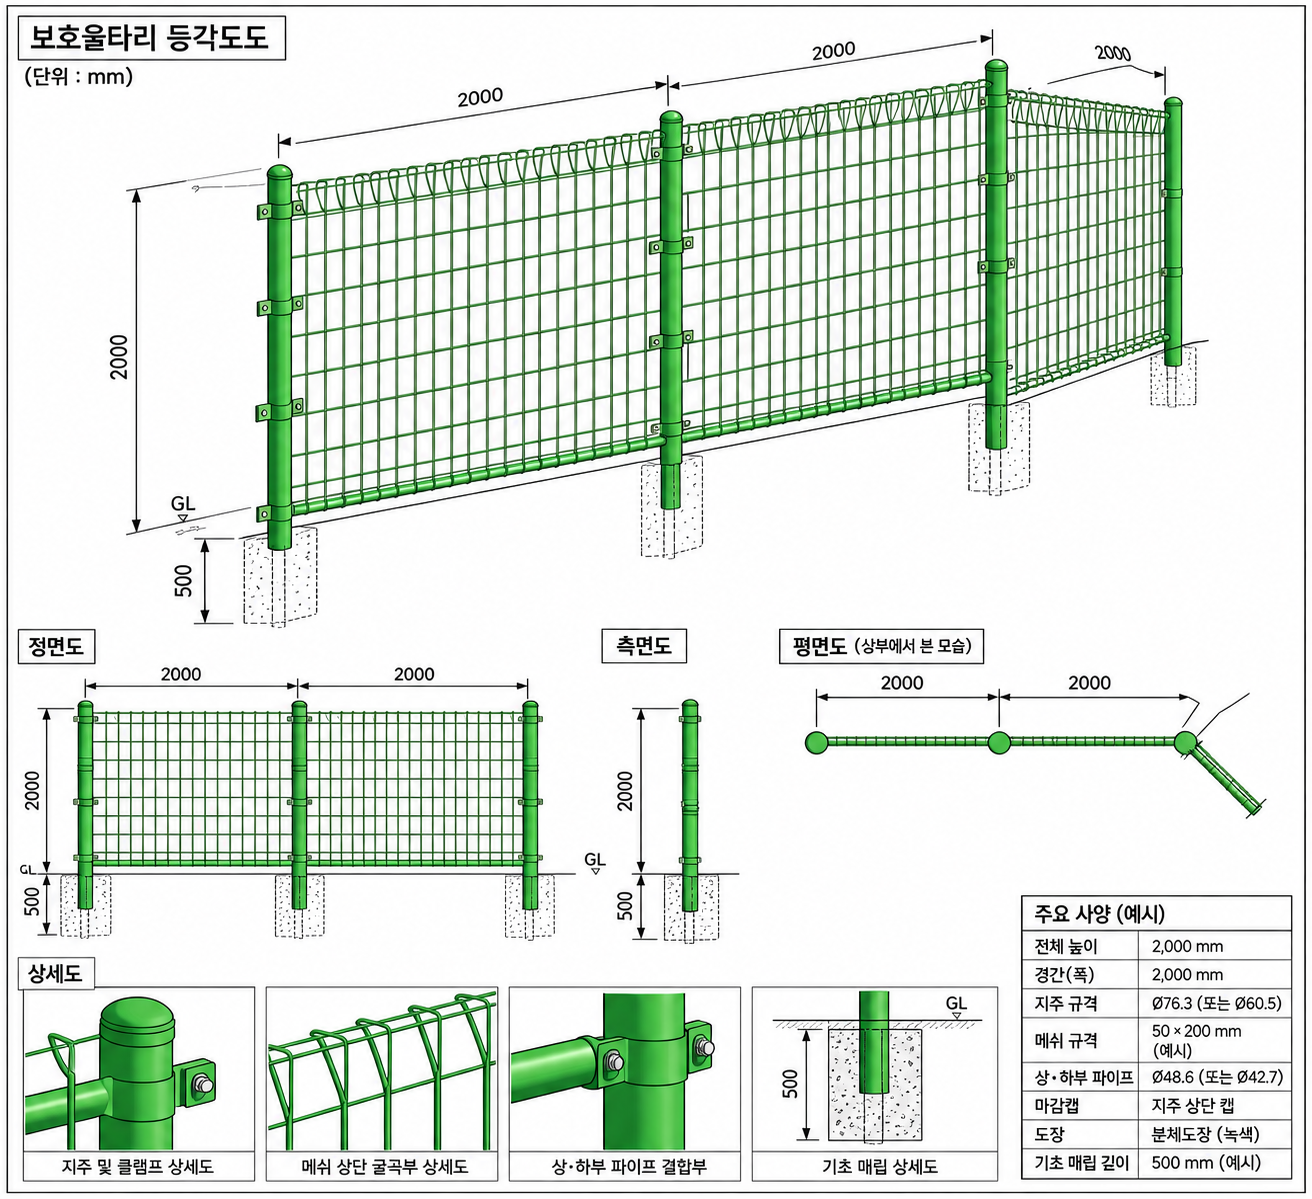 보호울타리 등각도도
(단위 : mm)
2000
2000
2000
2000
GL
500
정면도
2000
2000
2000
GL
500
측면도
2000
GL
500
평면도 (상부에서 본 모습)
2000
2000
상세도
지주 및 클램프 상세도
메쉬 상단 굴곡부 상세도
상·하부 파이프 결합부
GL
500
기초 매립 상세도
주요 사양 (예시)
전체 높이 2,000 mm
경간(폭) 2,000 mm
지주 규격 Ø76.3 (또는 Ø60.5)
메쉬 규격 50 × 200 mm
(예시)
상·하부 파이프 Ø48.6 (또는 Ø42.7)
마감캡 지주 상단 캡
도장 분체도장 (녹색)
기초 매립 깊이 500 mm (예시)